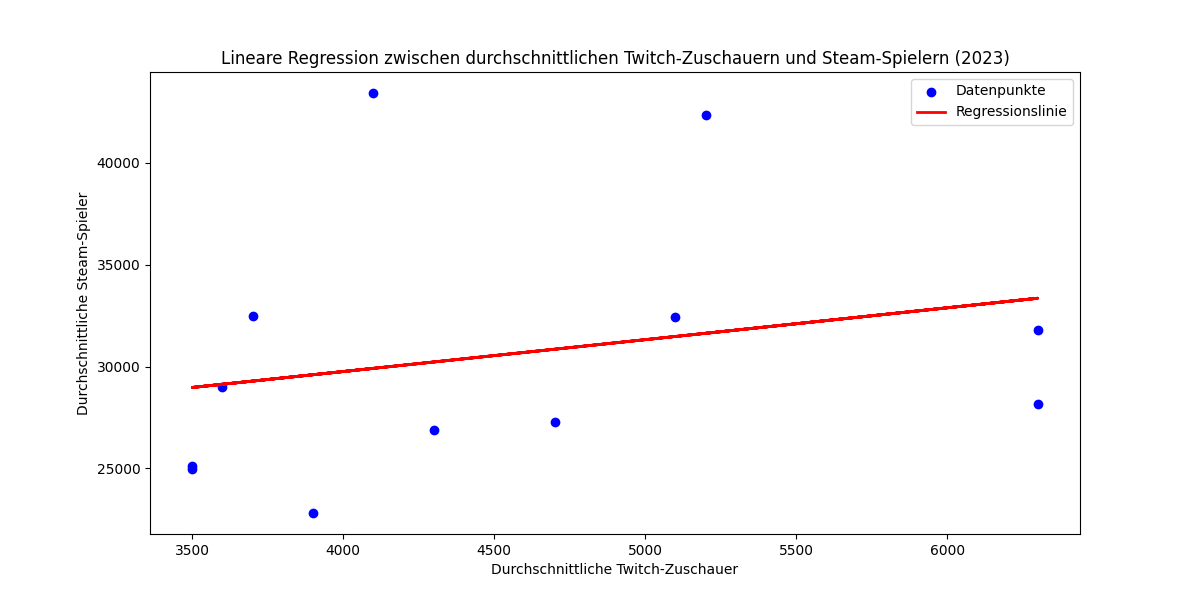 Lineare Regression zwischen durchschnittlichen Twitch-Zuschauern und Steam-Spielern (2023)
Datenpunkte
Regressionslinie
Durchschnittliche Steam-Spieler
40000
35000
30000
25000
3500 4000 4500 5000 5500 6000
Durchschnittliche Twitch-Zuschauer